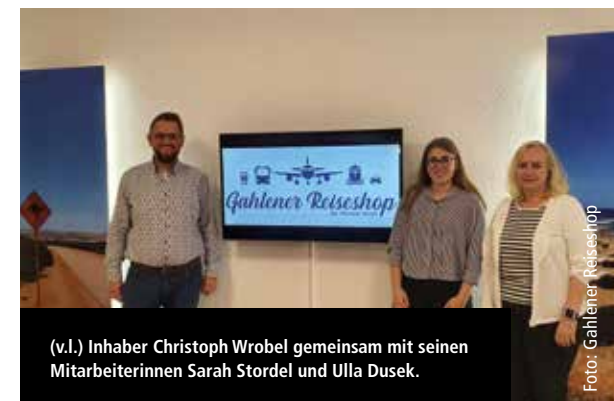 Gahlener Reiseshop
(v.l.) Inhaber Christoph Wrobel gemeinsam mit seinen
Mitarbeiterinnen Sarah Stordel und Ulla Dusek.
Foto: Gahlener Reiseshop